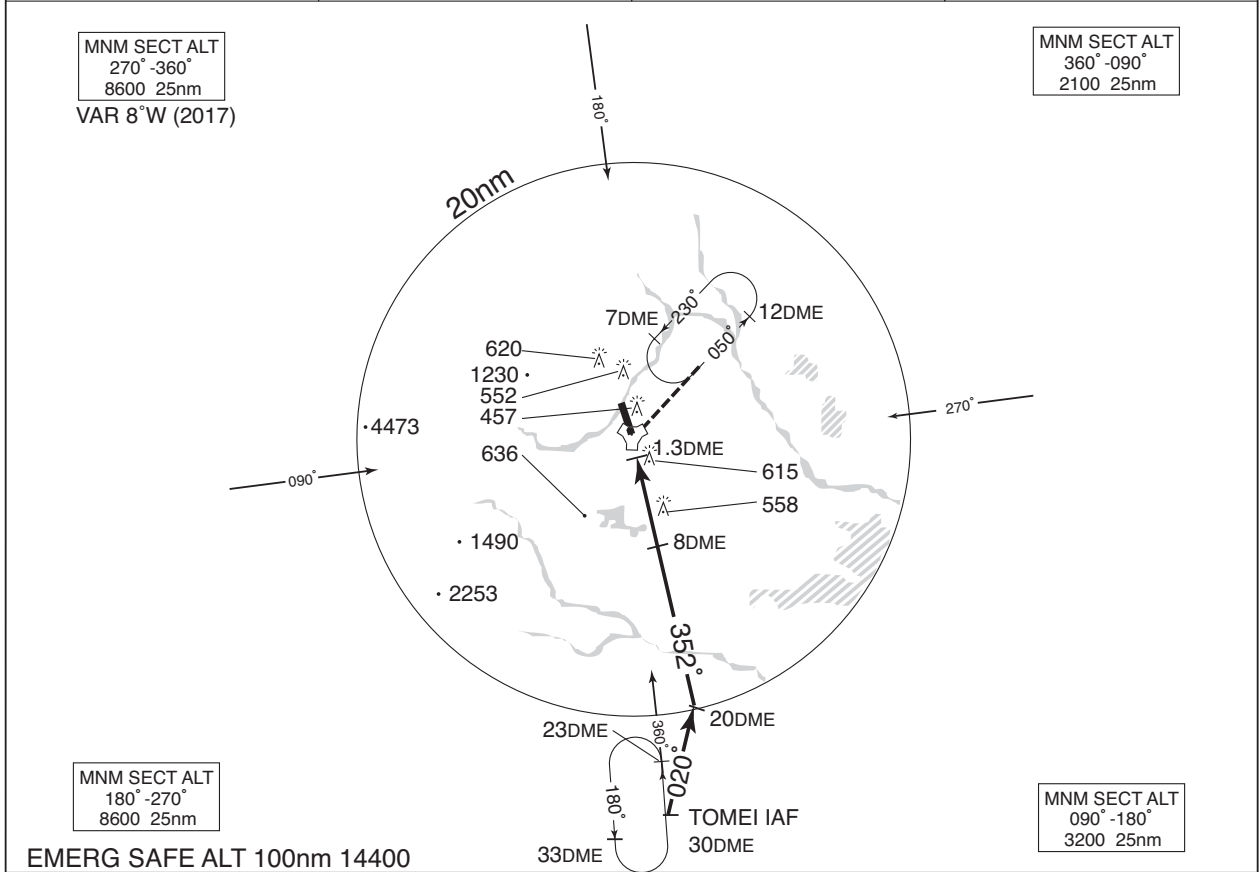 MNM SECT ALT
270˚-360˚
8600 25nm
VAR 8˚W (2017)
MNM SECT ALT
360˚-090˚
2100 25nm
180˚
20nm
230˚
7DME
12DME
050˚
620
1230
552
457
4473
1.3DME
636
615
270˚
090˚
558
1490
8DME
2253
352˚
20DME
23DME
360˚
020˚
180˚
TOMEI IAF
30DME
33DME
MNM SECT ALT
180˚-270˚
8600 25nm
MNM SECT ALT
090˚-180˚
3200 25nm
EMERG SAFE ALT 100nm 14400